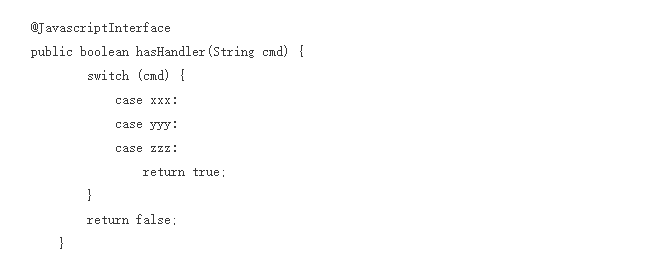 @JavascriptInterface
public boolean hasHandler(String cmd) {
switch (cmd) {
case xxx:
case yyy:
case zzz:
return true;
}
return false;
}